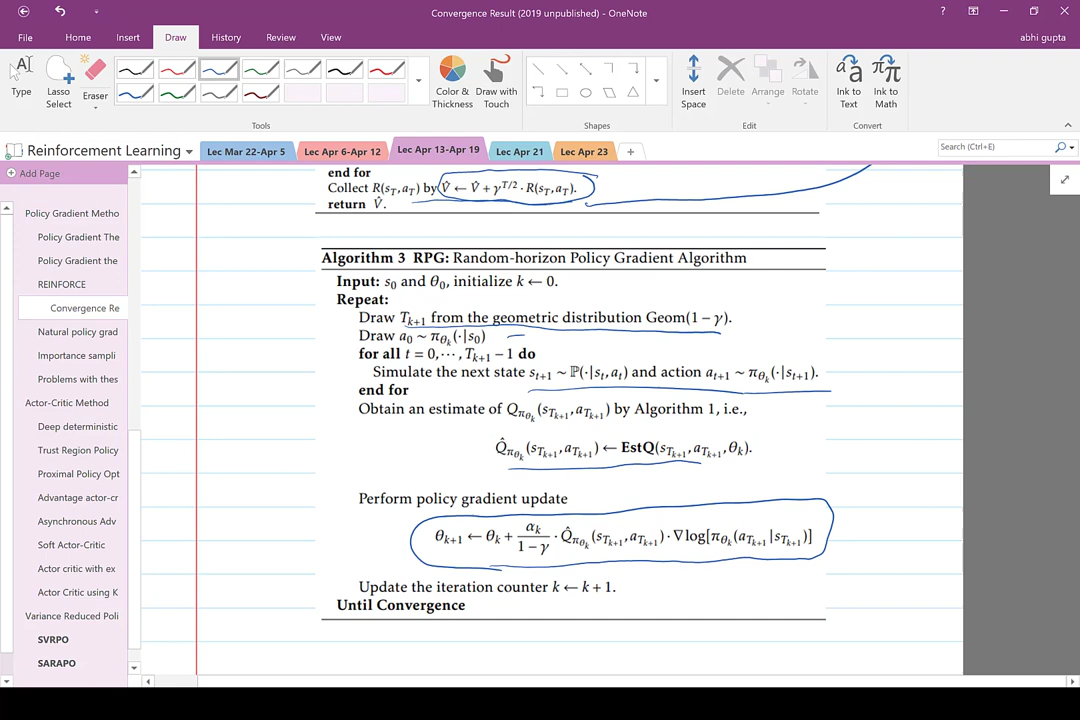 Convergence Result (2019 unpublished) - OneNote
?
File
Home
Insert
Draw
History
Review
View
abhi gupta
Type
Lasso Select
Eraser
Color & Thickness
Draw with Touch
Insert Space
Delete
Arrange
Rotate
Ink to Text
Ink to Math
Tools
Shapes
Edit
Convert
Reinforcement Learning
Lec Mar 22-Apr 5
Lec Apr 6-Apr 12
Lec Apr 13-Apr 19
Lec Apr 21
Lec Apr 23
+
Search (Ctrl+E)
Add Page
Policy Gradient Metho
Policy Gradient The
Policy Gradient the
REINFORCE
Convergence Re
Natural policy grad
Importance sampli
Problems with thes
Actor-Critic Method
Deep deterministic
Trust Region Policy
Proximal Policy Opt
Advantage actor-cr
Asynchronous Adv
Soft Actor-Critic
Actor critic with ex
Actor Critic using K
Variance Reduced Poli
SVRPO
SARAPO
end for
Collect R(s_T, a_T) by V̂ ← V̂ + γ^{T/2} · R(s_T, a_T).
return V̂.
Algorithm 3 RPG: Random-horizon Policy Gradient Algorithm
Input: s_0 and θ_0, initialize k ← 0.
Repeat:
Draw T_{k+1} from the geometric distribution Geom(1 − γ).
Draw a_0 ~ π_{θ_k}(·|s_0)
for all t = 0, ⋯, T_{k+1} − 1 do
Simulate the next state s_{t+1} ~ ℙ(·|s_t, a_t) and action a_{t+1} ~ π_{θ_k}(·|s_{t+1}).
end for
Obtain an estimate of Q_{π_{θ_k}}(s_{T_{k+1}}, a_{T_{k+1}}) by Algorithm 1, i.e.,
Q̂_{π_{θ_k}}(s_{T_{k+1}}, a_{T_{k+1}}) ← EstQ(s_{T_{k+1}}, a_{T_{k+1}}, θ_k).
Perform policy gradient update
θ_{k+1} ← θ_k + α_k/(1 − γ) · Q̂_{π_{θ_k}}(s_{T_{k+1}}, a_{T_{k+1}}) · ∇log[π_{θ_k}(a_{T_{k+1}} | s_{T_{k+1}})]
Update the iteration counter k ← k + 1.
Until Convergence